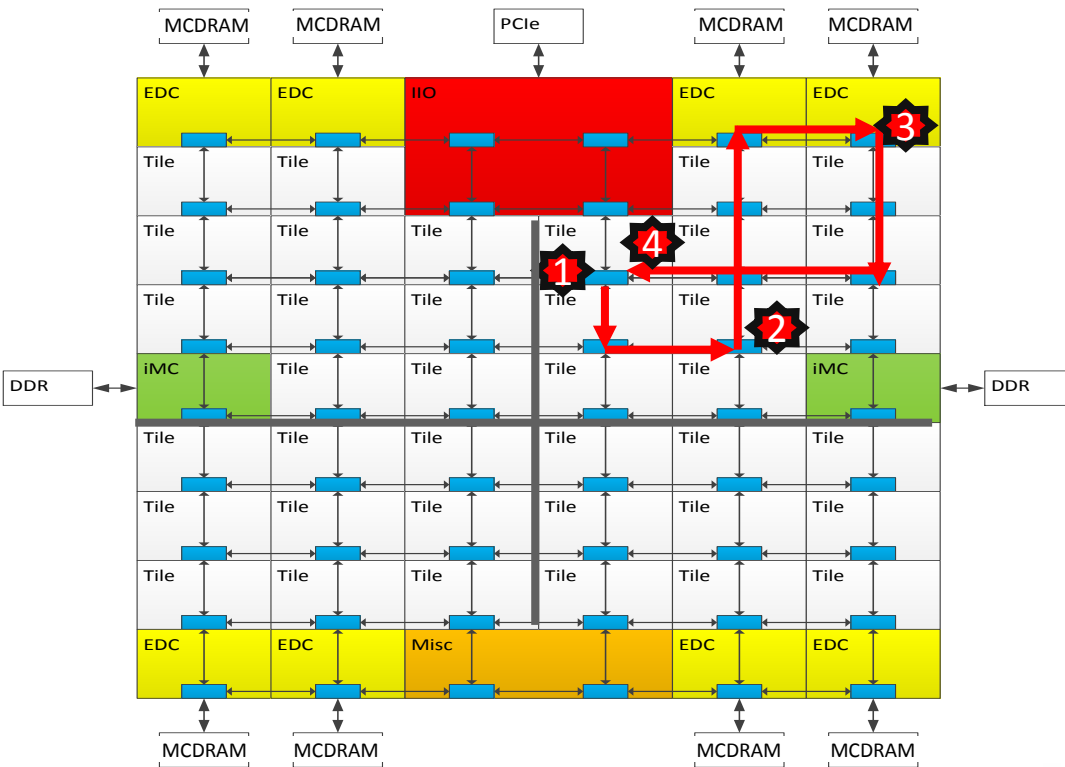 MCDRAM MCDRAM PCIe MCDRAM MCDRAM
EDC EDC IIO EDC EDC
3
Tile Tile Tile Tile
Tile Tile Tile Tile Tile Tile
4
1
Tile Tile Tile Tile Tile Tile
2
DDR iMC Tile Tile Tile Tile iMC DDR
Tile Tile Tile Tile Tile Tile
Tile Tile Tile Tile Tile Tile
Tile Tile Tile Tile Tile Tile
EDC EDC Misc EDC EDC
MCDRAM MCDRAM MCDRAM MCDRAM